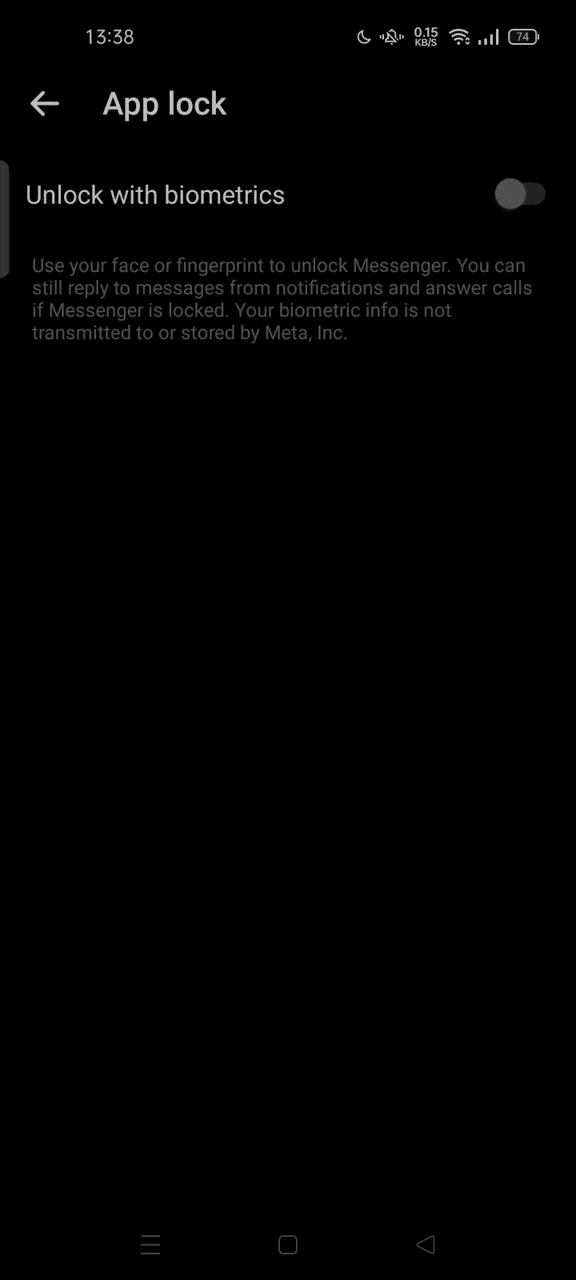 13:38
0.15
KB/S
74
App lock
Unlock with biometrics
Use your face or fingerprint to unlock Messenger. You can
still reply to messages from notifications and answer calls
if Messenger is locked. Your biometric info is not
transmitted to or stored by Meta, Inc.